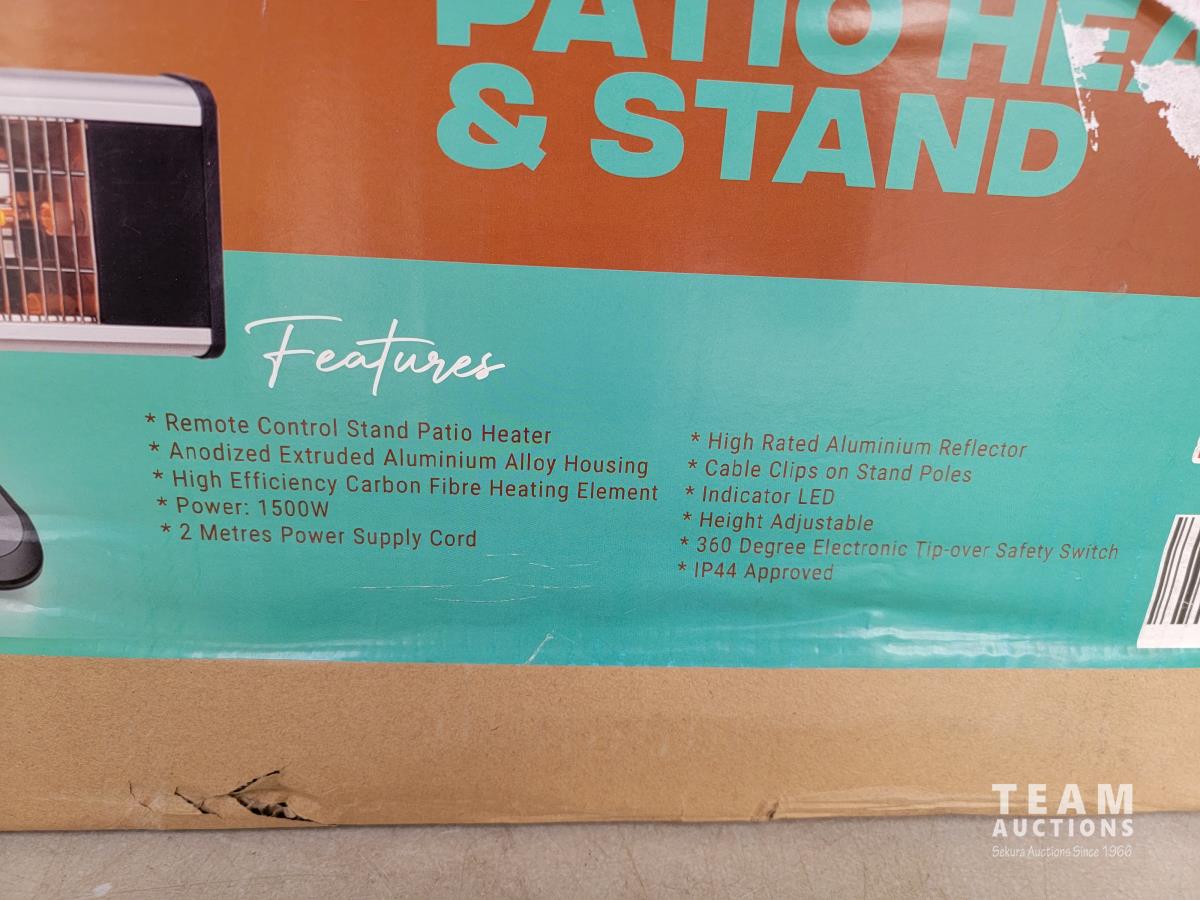 PATIO HEA
& STAND
Features
* Remote Control Stand Patio Heater
* Anodized Extruded Aluminium Alloy Housing
* High Efficiency Carbon Fibre Heating Element
* Power: 1500W
* 2 Metres Power Supply Cord
* High Rated Aluminium Reflector
* Cable Clips on Stand Poles
* Indicator LED
* Height Adjustable
* 360 Degree Electronic Tip-over Safety Switch
* IP44 Approved
TEAM
AUCTIONS
Sekura Auctions Since 1966